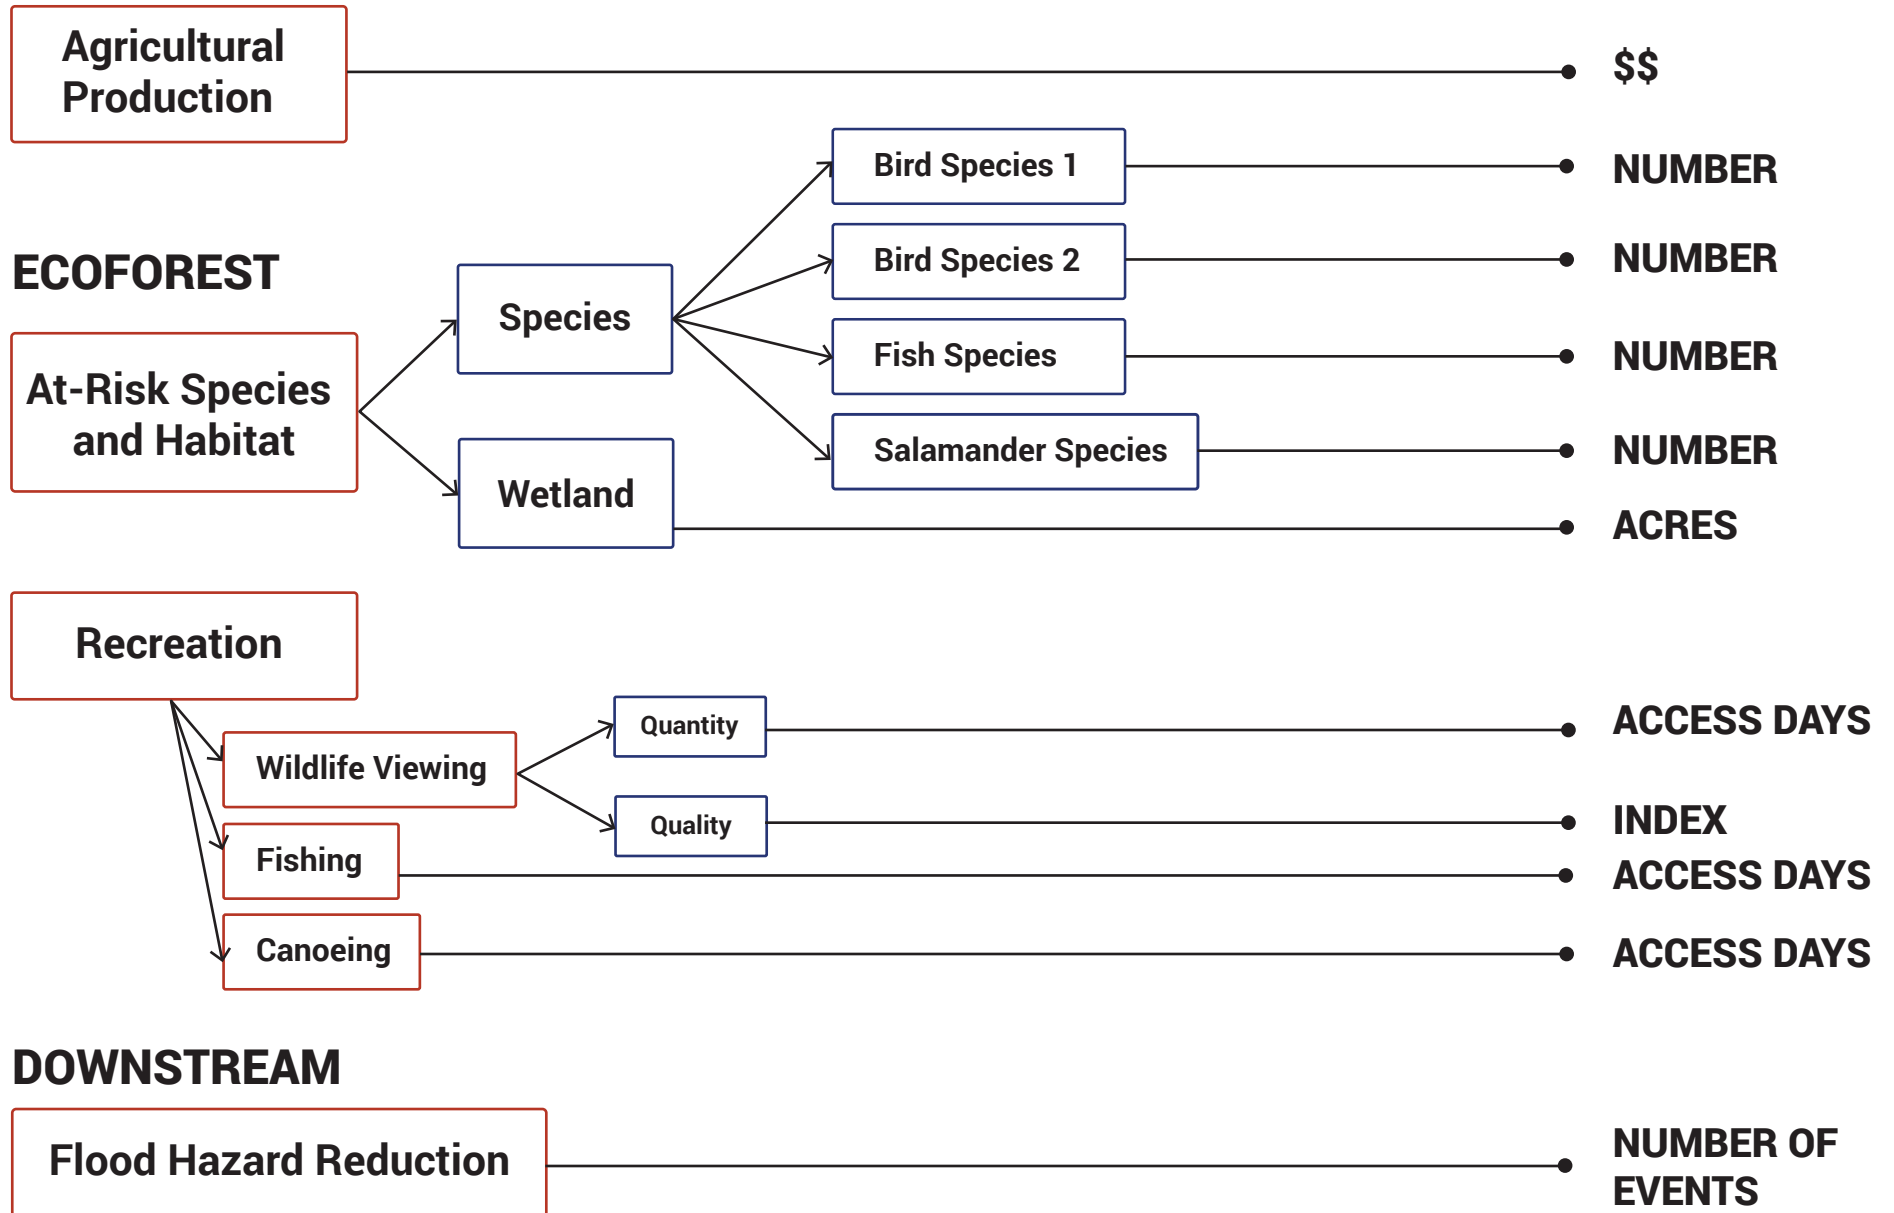 Agricultural
Production
$$
Bird Species 1
NUMBER
Bird Species 2
NUMBER
ECOFOREST
Species
Fish Species
NUMBER
At-Risk Species
and Habitat
Salamander Species
NUMBER
Wetland
ACRES
Recreation
Quantity
ACCESS DAYS
Wildlife Viewing
Quality
INDEX
Fishing
ACCESS DAYS
Canoeing
ACCESS DAYS
DOWNSTREAM
Flood Hazard Reduction
NUMBER OF
EVENTS